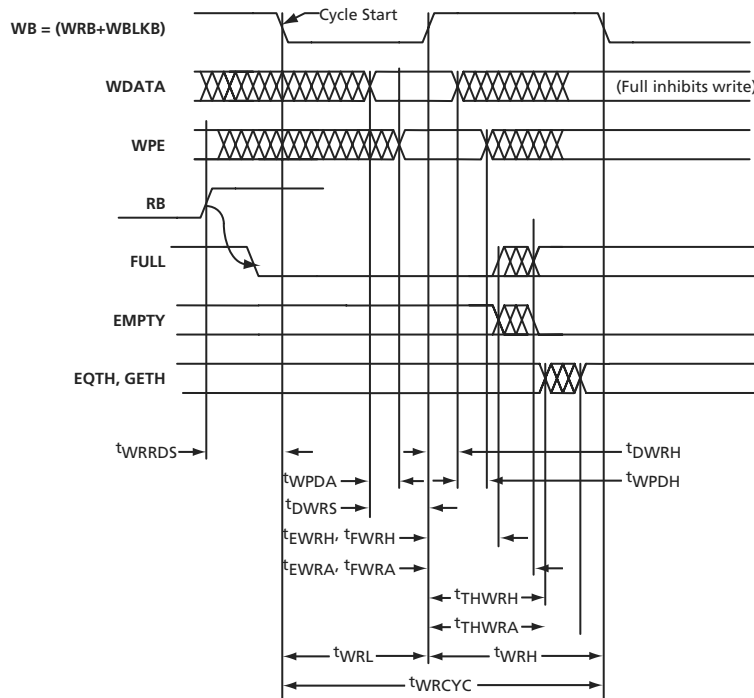 Cycle Start
WB = (WRB+WBLKB)
WDATA
(Full inhibits write)
WPE
RB
FULL
EMPTY
EQTH, GETH
tWRRDS
tDWRH
tWPDA
tWPDH
tDWRS
tEWRH, tFWRH
tEWRA, tFWRA
tTHWRH
tTHWRA
tWRL
tWRH
tWRCYC